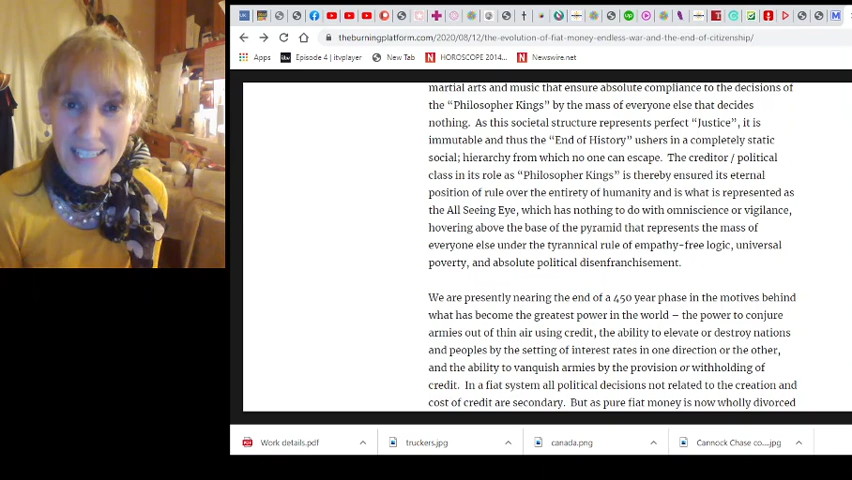 theburningplatform.com/2020/08/12/the-evolution-of-fiat-money-endless-war-and-the-end-of-citizenship/
Apps itv Episode 4 | itvplayer New Tab N HOROSCOPE 2014... N Newswire.net
martial arts and music that ensure absolute compliance to the decisions of
the “Philosopher Kings” by the mass of everyone else that decides
nothing. As this societal structure represents perfect “Justice”, it is
immutable and thus the “End of History” ushers in a completely static
social; hierarchy from which no one can escape. The creditor / political
class in its role as “Philosopher Kings” is thereby ensured its eternal
position of rule over the entirety of humanity and is what is represented as
the All Seeing Eye, which has nothing to do with omniscience or vigilance,
hovering above the base of the pyramid that represents the mass of
everyone else under the tyrannical rule of empathy-free logic, universal
poverty, and absolute political disenfranchisement.
We are presently nearing the end of a 450 year phase in the motives behind
what has become the greatest power in the world – the power to conjure
armies out of thin air using credit, the ability to elevate or destroy nations
and peoples by the setting of interest rates in one direction or the other,
and the ability to vanquish armies by the provision or withholding of
credit. In a fiat system all political decisions not related to the creation and
cost of credit are secondary. But as pure fiat money is now wholly divorced
Work details.pdf truckers.jpg canada.png Cannock Chase co....jpg